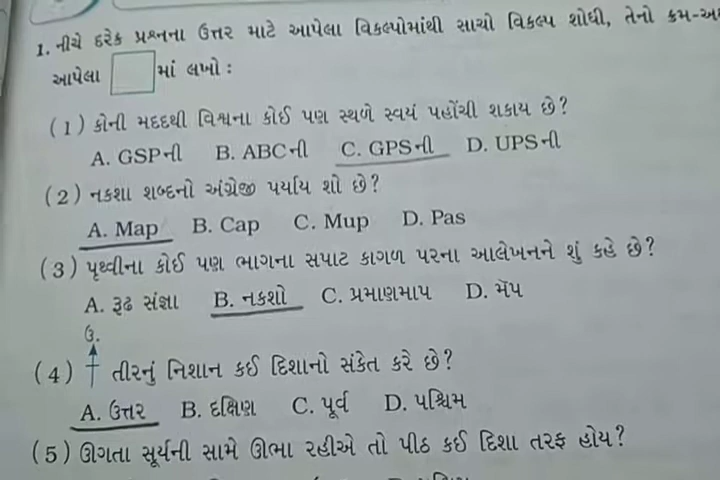 1. નીચે દરેક પ્રશ્નના ઉત્તર માટે આપેલા વિકલ્પોમાંથી સાચો વિકલ્પ શોધી, તેનો ક્રમ-
આપેલા માં લખો :
(1) કોની મદદથી વિશ્વના કોઈ પણ સ્થળે સ્વયં પહોંચી શકાય છે?
A. GSPની B. ABCની C. GPSની D. UPSની
(2) નકશા શબ્દનો અંગ્રેજી પર્યાય શો છે?
A. Map B. Cap C. Mup D. Pas
(3) પૃથ્વીના કોઈ પણ ભાગના સપાટ કાગળ પરના આલેખનને શું કહે છે?
A. રૂઢ સંજ્ઞા B. નકશો C. પ્રમાણમાપ D. મૅપ
ઉ.
(4) તીરનું નિશાન કઈ દિશાનો સંકેત કરે છે?
A. ઉત્તર B. દક્ષિણ C. પૂર્વ D. પશ્ચિમ
(5) ઊગતા સૂર્યની સામે ઊભા રહીએ તો પીઠ કઈ દિશા તરફ હોય?